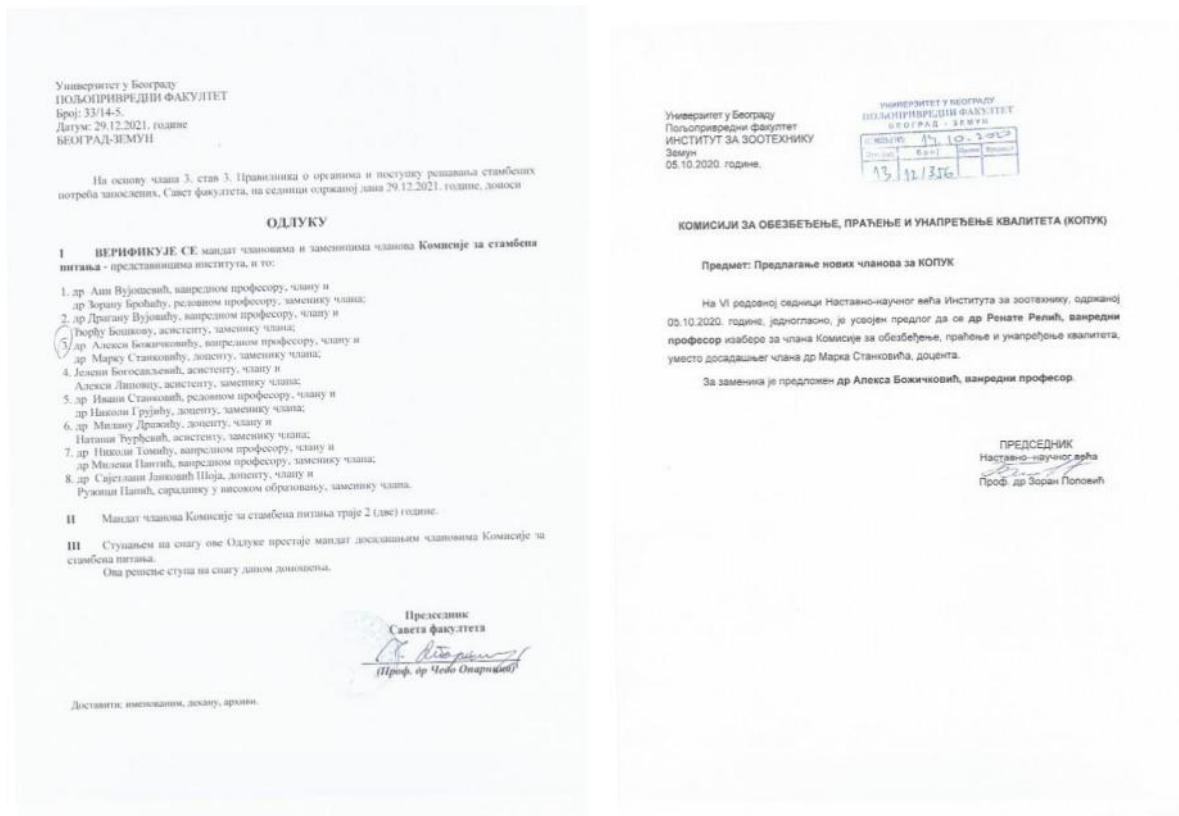 Универзитет у Београду
ПОЉОПРИВРЕДНИ ФАКУЛТЕТ
Број: 33/14-5.
Датум: 29.12.2021. године
БЕОГРАД-ЗЕМУН
На основу члана 3. став 3. Правилника о органима и поступку решавања стамбених
потреба запослених, Савет факултета, на седници одржаној дана 29.12.2021. године, доноси
ОДЛУКУ
I ВЕРИФИКУЈЕ СЕ мандат члановима и заменицима чланова Комисије за стамбена
питања - представницима института, и то:
1. др Ани Вујошевић, ванредном професору, члану и
др Зорану Броћићу, редовном професору, заменику члана;
2. др Драгану Вујовићу, ванредном професору, члану и
Ђорђу Бошкову, асистенту, заменику члана;
3. др Алекси Божичковићу, ванредном професору, члану и
др Марку Станковићу, доценту, заменику члана;
4. Јелени Богосављевић, асистенту, члану и
Алекси Липовцу, асистенту, заменику члана;
5. др Ивани Станковић, редовном професору, члану и
др Николи Грујићу, доценту, заменику члана;
6. др Милану Дражићу, доценту, члану и
Наташи Ђурђевић, асистенту, заменику члана;
7. др Николи Томићу, ванредном професору, члану и
др Милени Пантић, ванредном професору, заменику члана;
8. др Свјетлани Јанковић Шоја, доценту, члану и
Ружици Папић, сараднику у високом образовању, заменику члана.
II Мандат чланова Комисије за стамбена питања траје 2 (две) године.
III Ступањем на снагу ове Одлуке престаје мандат досадашњим члановима Комисије за
стамбена питања.
Ова решење ступа на снагу даном доношења.
Председник
Савета факултета
(Проф. др Чедо Опарница)
Доставити: именованим, декану, архиви.
Универзитет у Београду
Пољопривредни факултет
ИНСТИТУТ ЗА ЗООТЕХНИКУ
Земун
05.10.2020. године.
УНИВЕРЗИТЕТ У БЕОГРАДУ
ПОЉОПРИВРЕДНИ ФАКУЛТЕТ
БЕОГРАД - ЗЕМУН
14.10.2020
Број
13 12/356
КОМИСИЈИ ЗА ОБЕЗБЕЂЕЊЕ, ПРАЋЕЊЕ И УНАПРЕЂЕЊЕ КВАЛИТЕТА (КОПУК)
Предмет: Предлагање нових чланова за КОПУК
На VI редовној седници Наставно-научног већа Института за зоотехнику, одржаној
05.10.2020. године, једногласно, је усвојен предлог да се др Ренате Релић, ванредни
професор изабере за члана Комисије за обезбеђење, праћење и унапређење квалитета,
уместо досадашњег члана др Марка Станковића, доцента.
За заменика је предложен др Алекса Божичковић, ванредни професор.
ПРЕДСЕДНИК
Наставно-научног већа
Проф. др Зоран Поповић